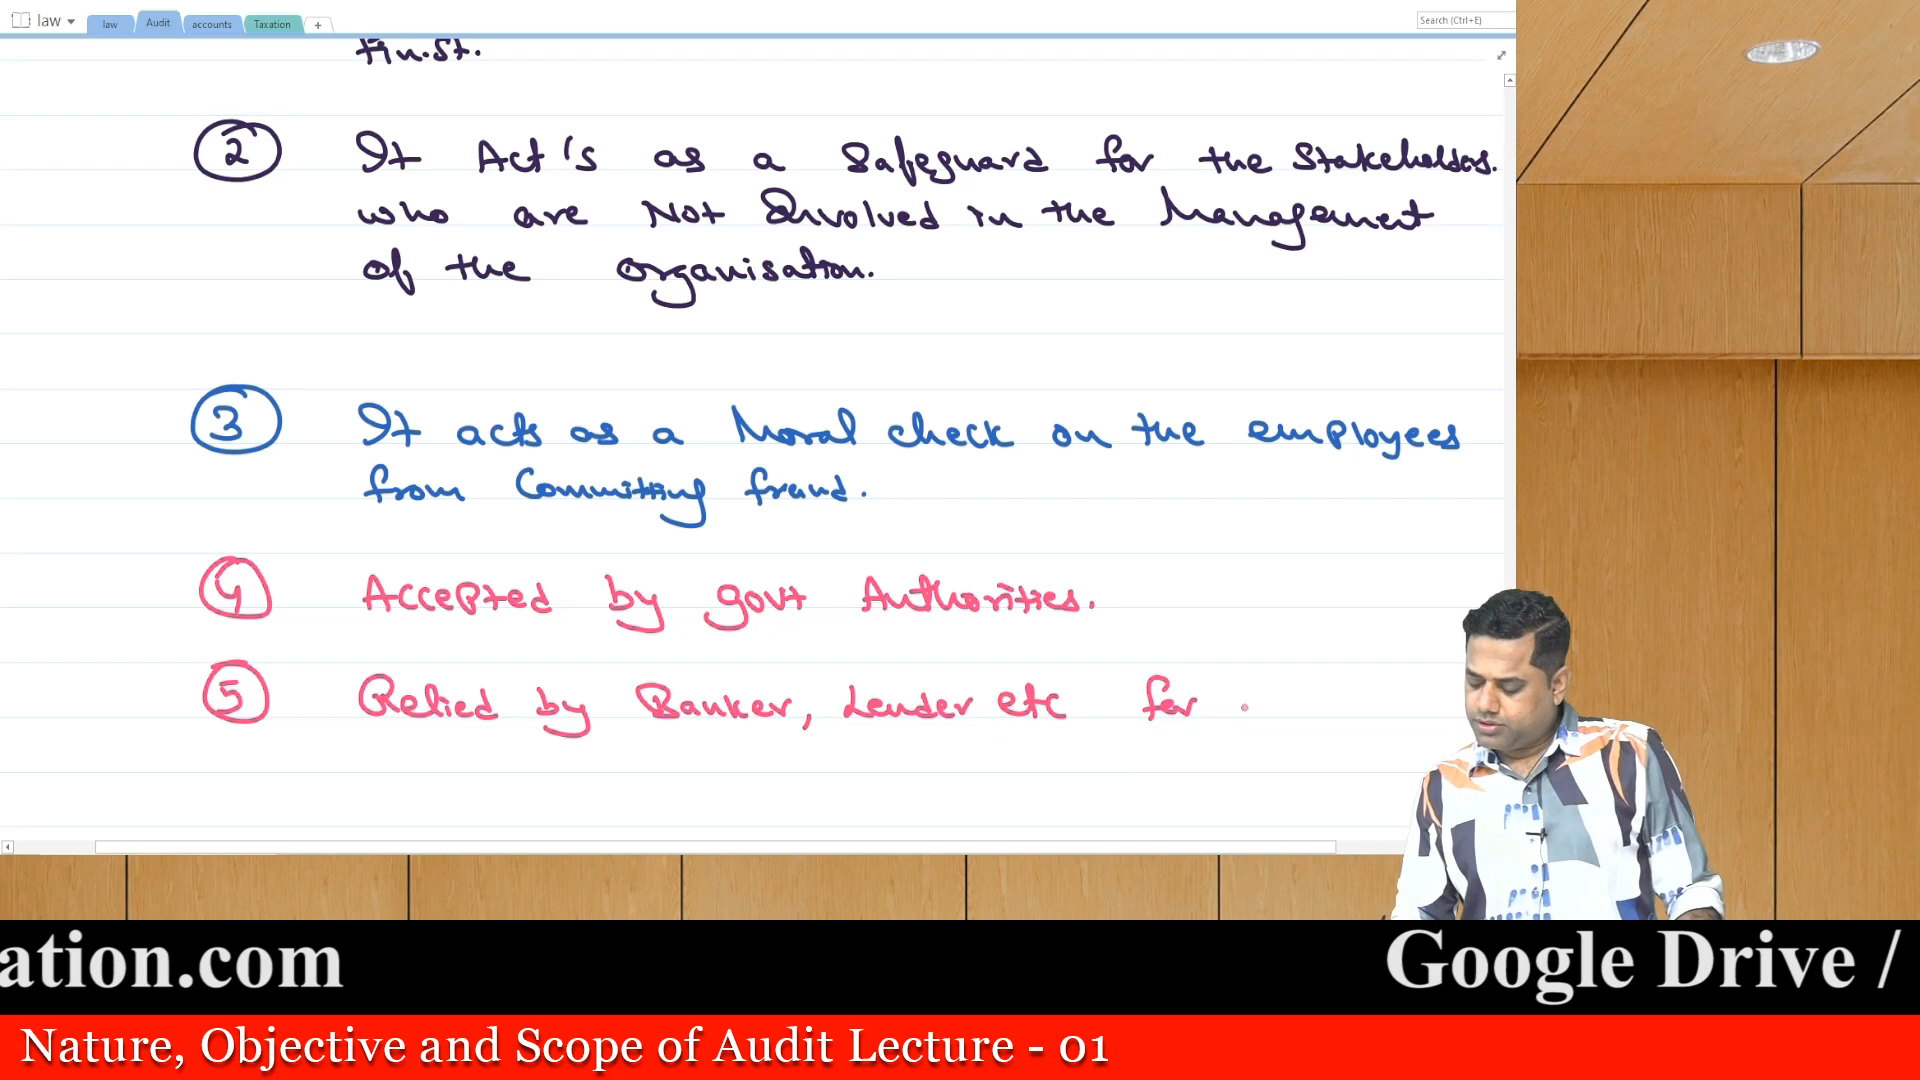 law
law
Audit
accounts
Taxation
+
Search (Ctrl+E)
Fin.St.
2 It Act's as a Safeguard for the Stakeholders.
who are Not Involved in the Management
of the organisation.
3 It acts as a Moral check on the employees
from Committing fraud.
4 Accepted by govt Authorities.
5 Relied by Banker, Lender etc for
ation.com
Google Drive /
Nature, Objective and Scope of Audit Lecture - 01